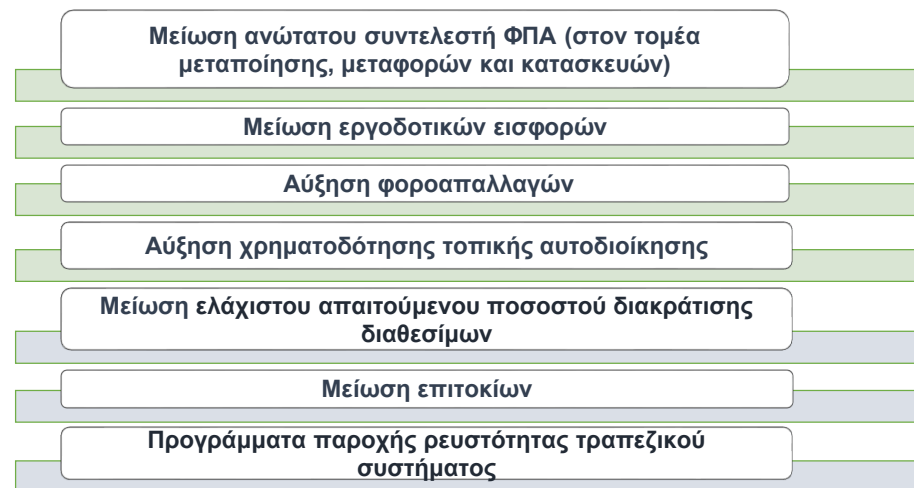 Μείωση ανώτατου συντελεστή ΦΠΑ (στον τομέα
μεταποίησης, μεταφορών και κατασκευών)
Μείωση εργοδοτικών εισφορών
Αύξηση φοροαπαλλαγών
Αύξηση χρηματοδότησης τοπικής αυτοδιοίκησης
Μείωση ελάχιστου απαιτούμενου ποσοστού διακράτισης
διαθεσίμων
Μείωση επιτοκίων
Προγράμματα παροχής ρευστότητας τραπεζικού
συστήματος